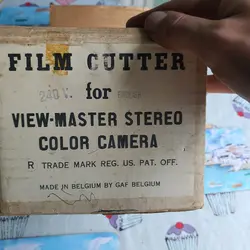 FILM CUTTER
240 V. for
VIEW-MASTER STEREO
COLOR CAMERA
R TRADE MARK REG. US. PAT. OFF.
MADE IN BELGIUM BY GAF BELGIUM